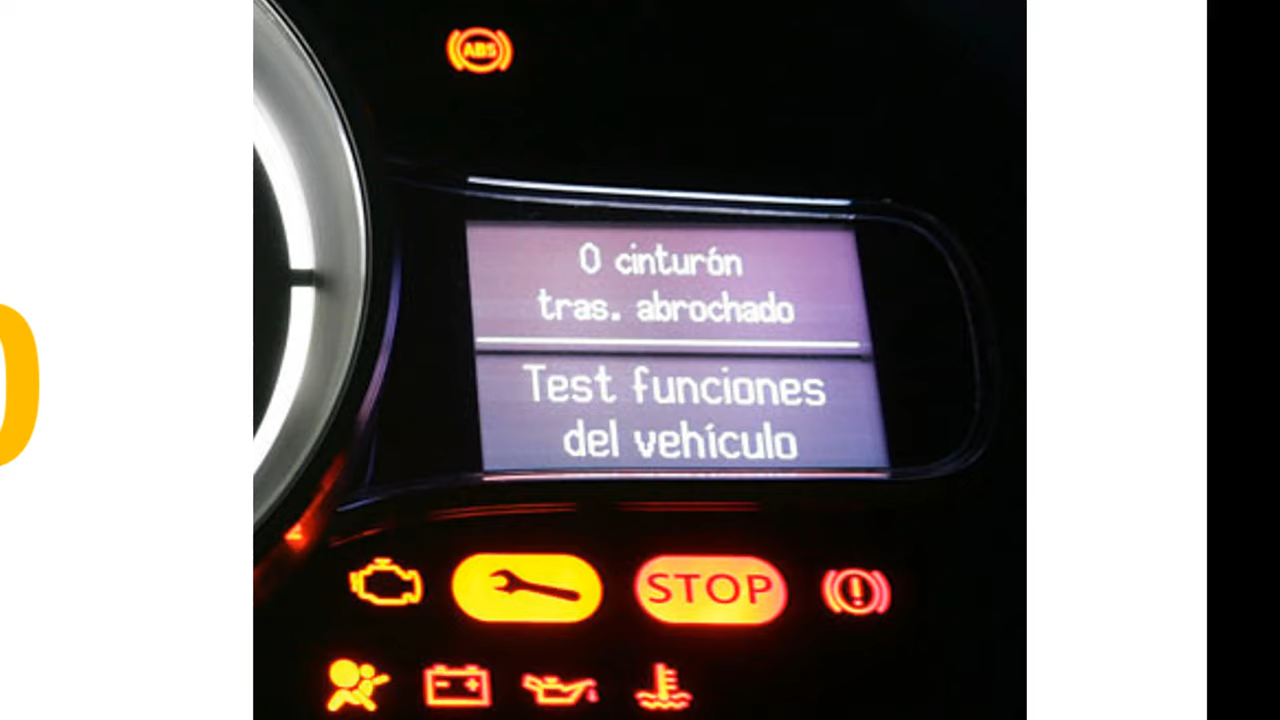 ABS
0 cinturón
tras. abrochado
Test funciones
del vehículo
STOP